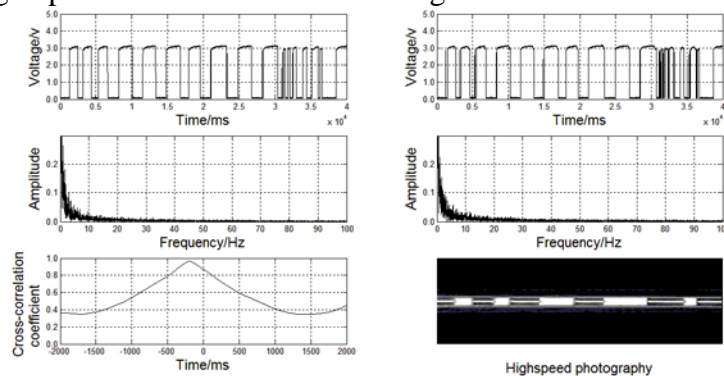 Voltage/v
5.0
4.0
3.0
2.0
1.0
0.0
0 0.5 1 1.5 2 2.5 3 3.5 4
Time/ms
x 10⁴
Voltage/v
5.0
4.0
3.0
2.0
1.0
0.0
0 0.5 1 1.5 2 2.5 3 3.5 4
Time/ms
x 10⁴
Amplitude
0.2
0.1
0.0
0 10 20 30 40 50 60 70 80 90 100
Frequency/Hz
Amplitude
0.2
0.1
0.0
0 10 20 30 40 50 60 70 80 90 100
Frequency/Hz
Cross-correlation
coefficient
1.0
0.8
0.6
0.4
0.2
0.0
-2000 -1500 -1000 -500 0 500 1000 1500 2000
Time/ms
Highspeed photography